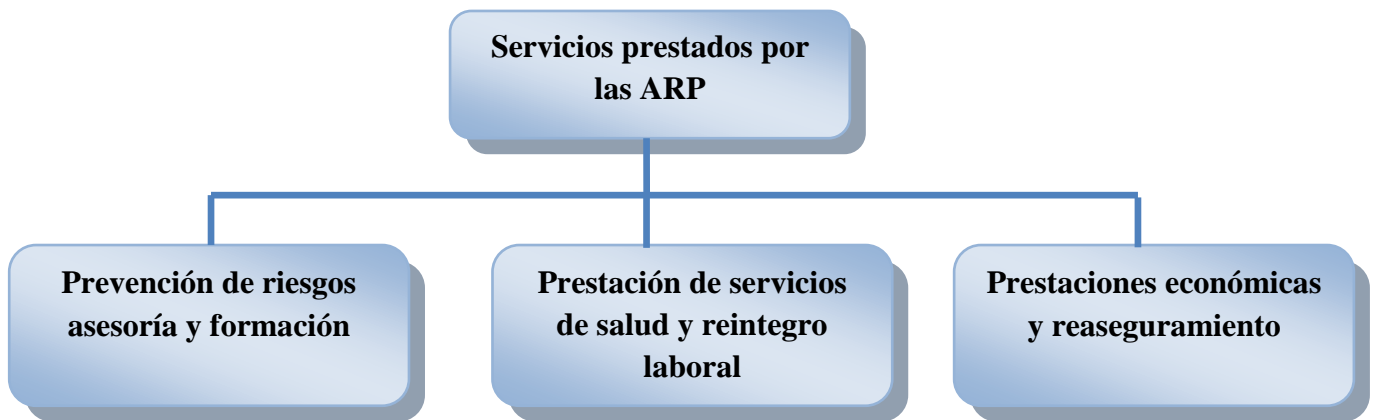 Servicios prestados por
las ARP
Prevención de riesgos
asesoría y formación
Prestación de servicios
de salud y reintegro
laboral
Prestaciones económicas
y reaseguramiento